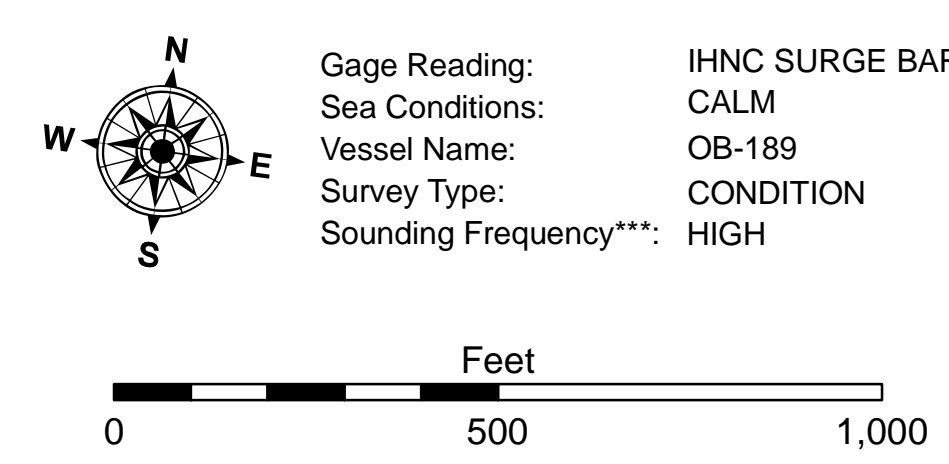 N
W
E
S
Gage Reading: IHNC SURGE
Sea Conditions: CALM
Vessel Name: OB-189
Survey Type: CONDITION
Sounding Frequency***: HIGH
Feet
0 500 1,000